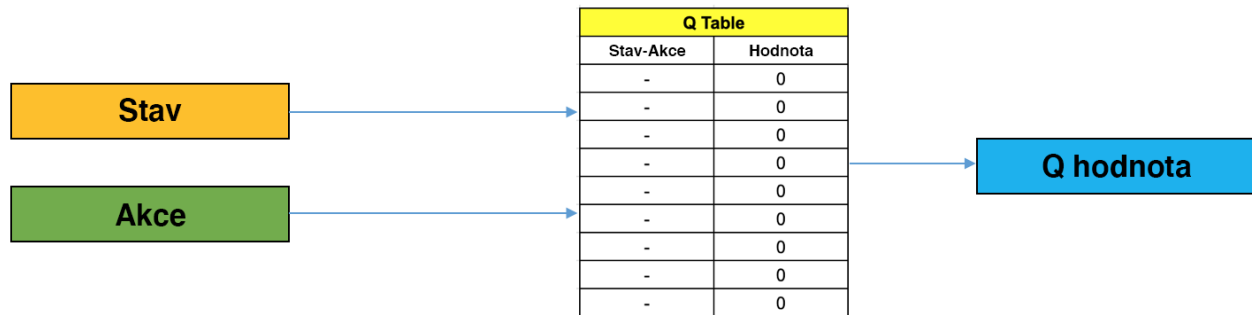 Stav
Akce
Q Table
Stav-Akce Hodnota
- 0
- 0
- 0
- 0
- 0
- 0
- 0
- 0
- 0
Q hodnota